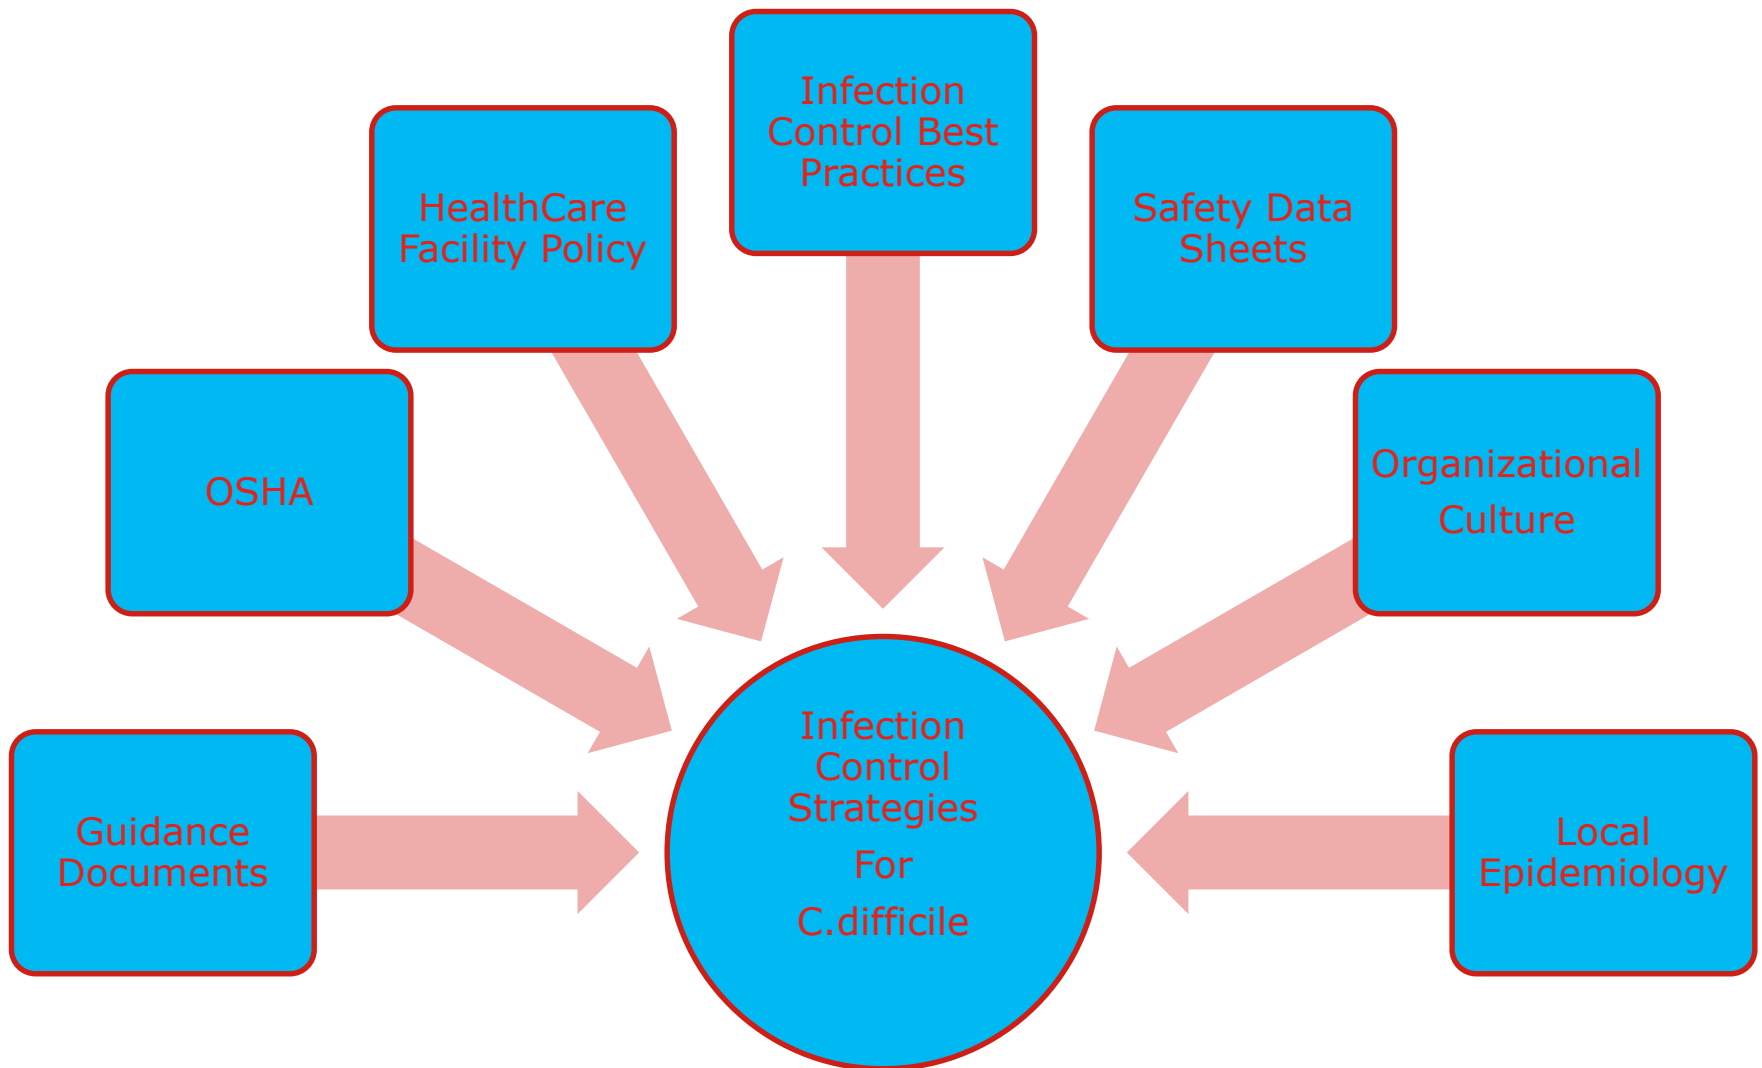 Infection
Control Best
Practices
HealthCare
Facility Policy
Safety Data
Sheets
OSHA
Organizational
Culture
Guidance
Documents
Infection
Control
Strategies
For
C.difficile
Local
Epidemiology